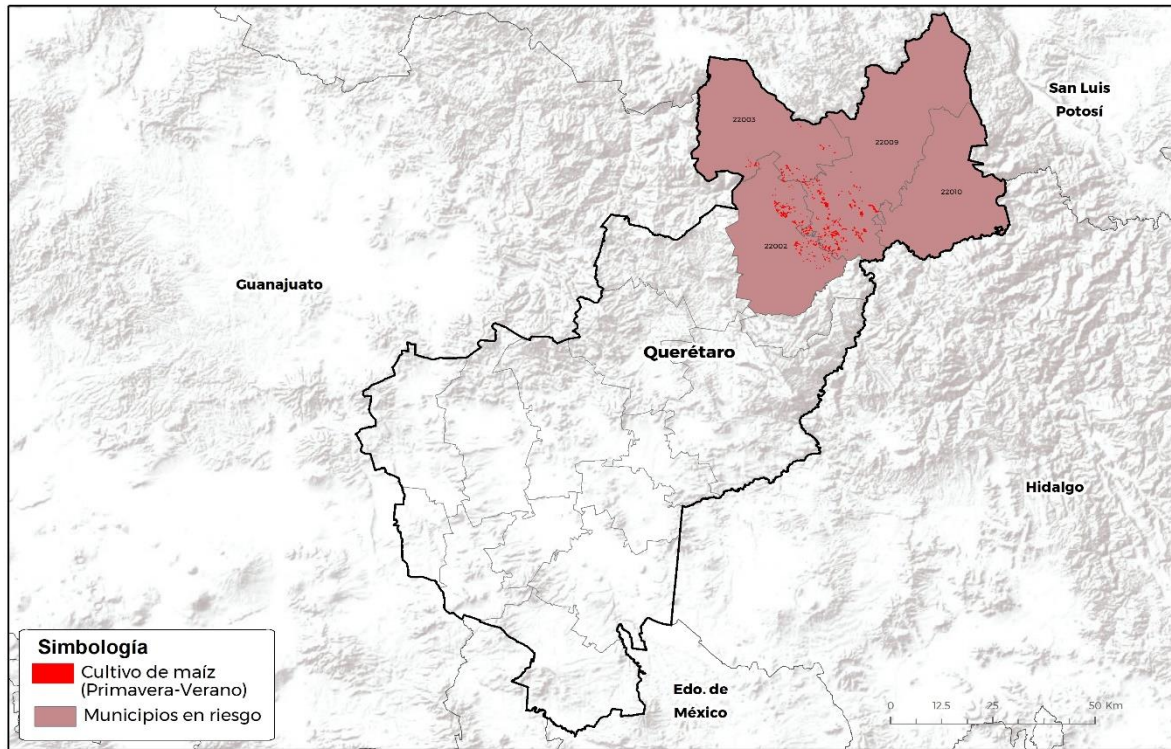 San Luis
Potosí
22003
22009
22010
22002
Guanajuato
Querétaro
Hidalgo
Simbología
Cultivo de maíz
(Primavera-Verano)
Municipios en riesgo
Edo. de
México
0 12.5 25 50 Km